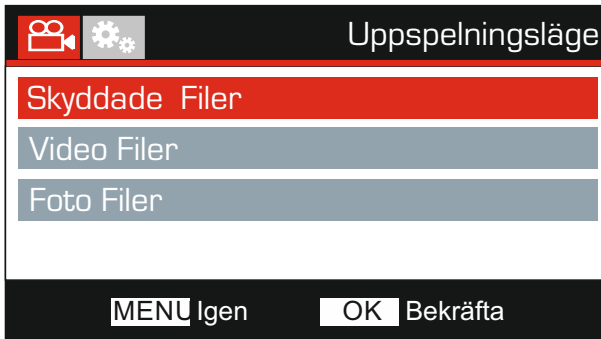 Uppspelningsläge
Skyddade Filer
Video Filer
Foto Filer
MENU Igen OK Bekräfta